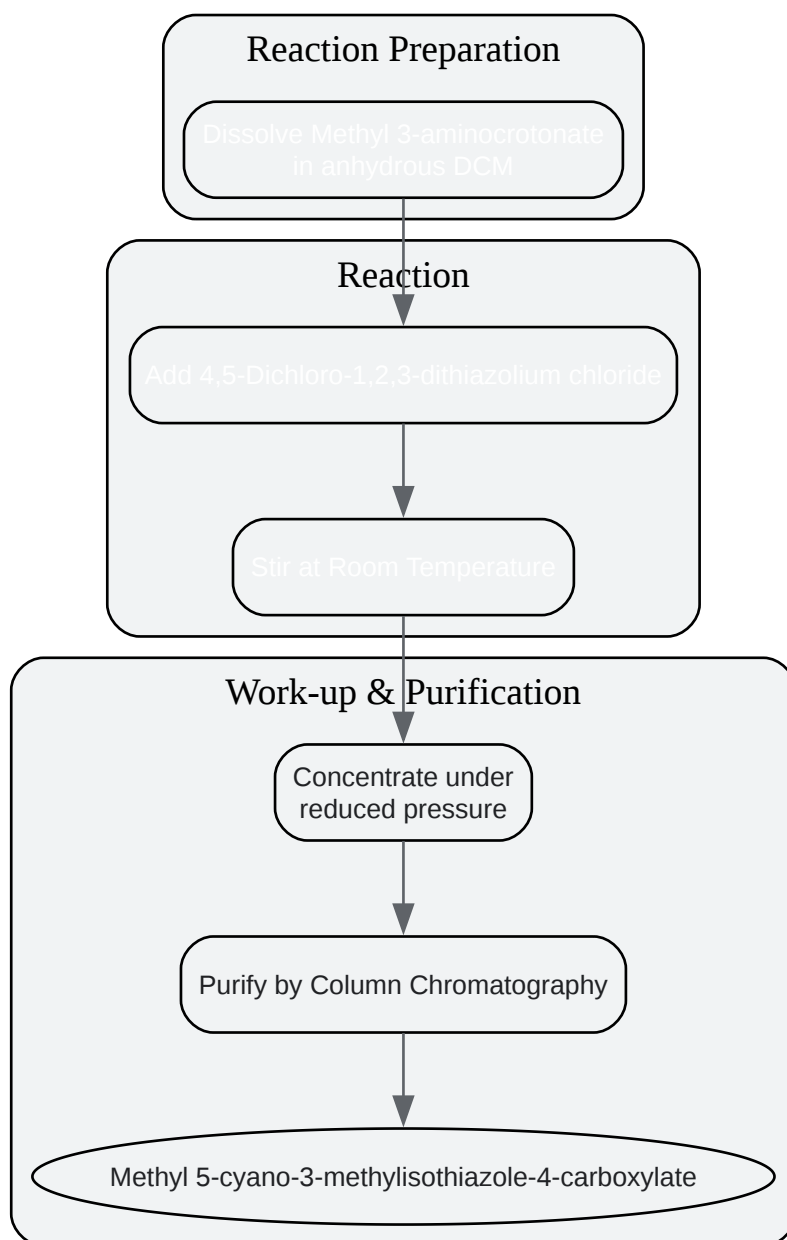 Reaction Preparation
Dissolve Methyl 3-aminocrotonate
in anhydrous DCM
Reaction
Add 4,5-Dichloro-1,2,3-dithiazolium chloride
Stir at Room Temperature
Work-up & Purification
Concentrate under
reduced pressure
Purify by Column Chromatography
Methyl 5-cyano-3-methylisothiazole-4-carboxylate